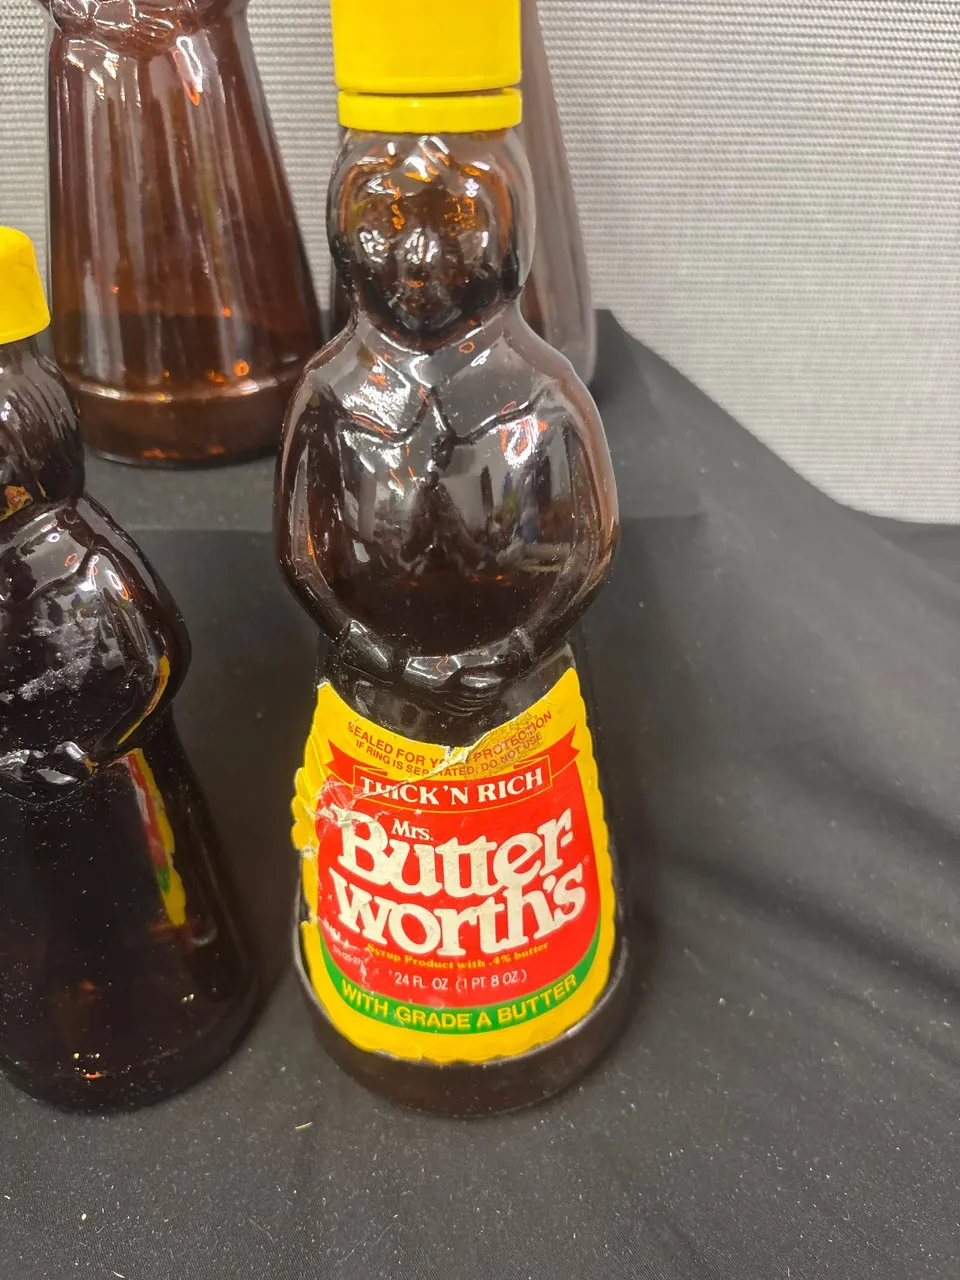 SEALED FOR YOUR PROTECTION
IF RING IS SEPARATED, DO NOT USE
THICK 'N RICH
Mrs.
Butter-
worth's®
Syrup Product with .4% butter
24 FL. OZ. (1 PT. 8 OZ.)
WITH GRADE A BUTTER